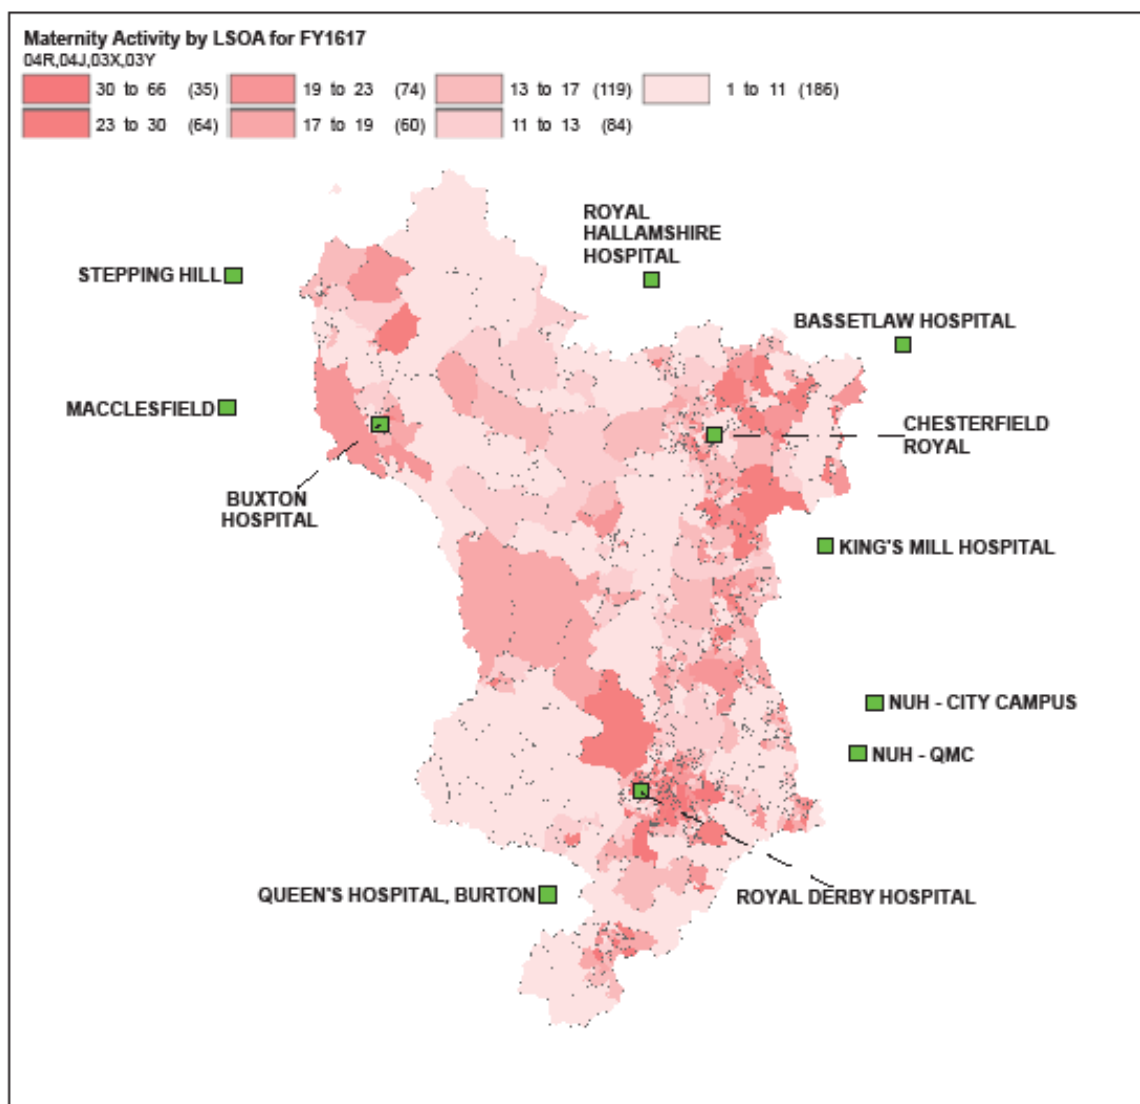 Maternity Activity by LSOA for FY1617
04R,04J,03X,03Y
30 to 66 (35) 19 to 23 (74) 13 to 17 (119) 1 to 11 (186)
23 to 30 (64) 17 to 19 (60) 11 to 13 (84)
ROYAL
HALLAMSHIRE
HOSPITAL
STEPPING HILL
BASSETLAW HOSPITAL
MACCLESFIELD
CHESTERFIELD
ROYAL
BUXTON
HOSPITAL
KING'S MILL HOSPITAL
NUH - CITY CAMPUS
NUH - QMC
QUEEN'S HOSPITAL, BURTON
ROYAL DERBY HOSPITAL